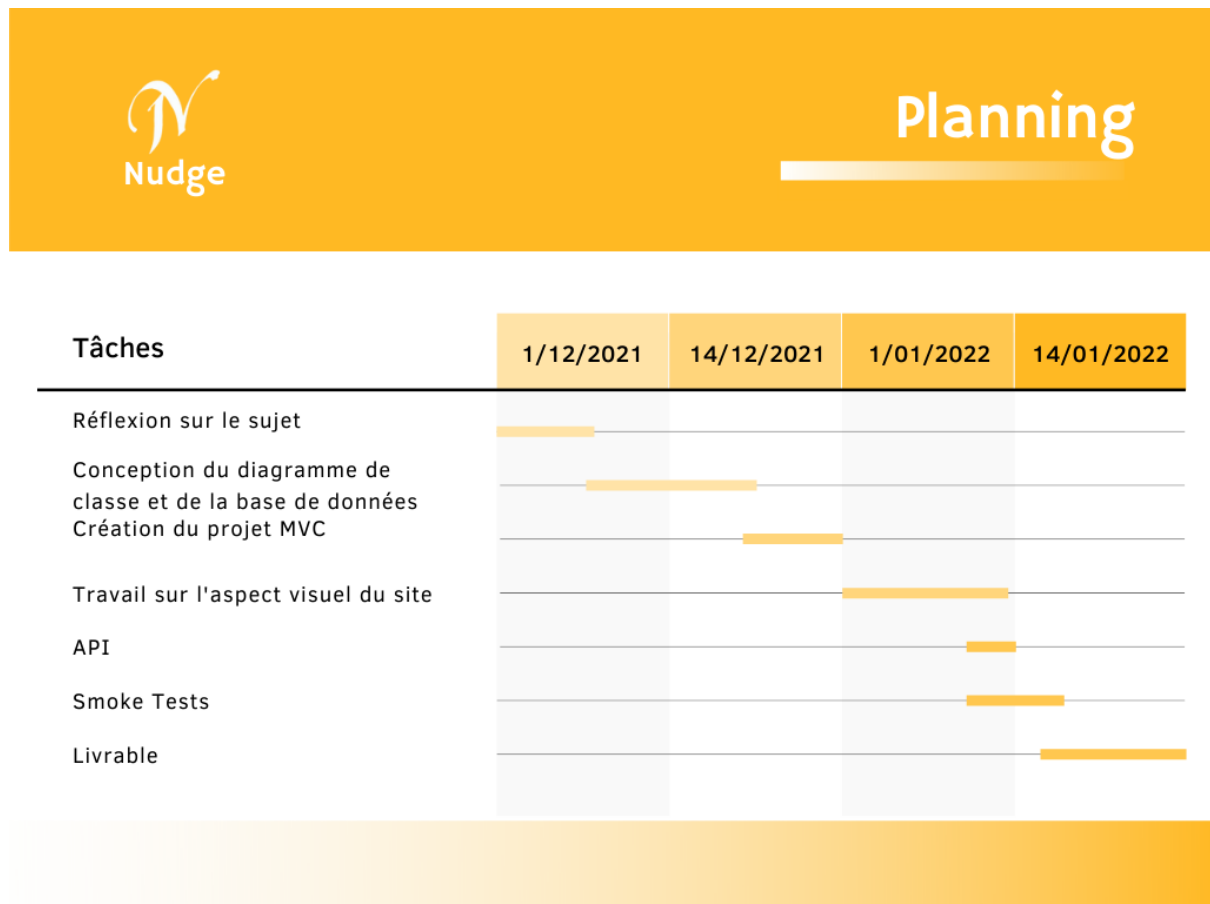 N
Nudge
Planning
Tâches
1/12/2021
14/12/2021
1/01/2022
14/01/2022
Réflexion sur le sujet
Conception du diagramme de
classe et de la base de données
Création du projet MVC
Travail sur l'aspect visuel du site
API
Smoke Tests
Livrable